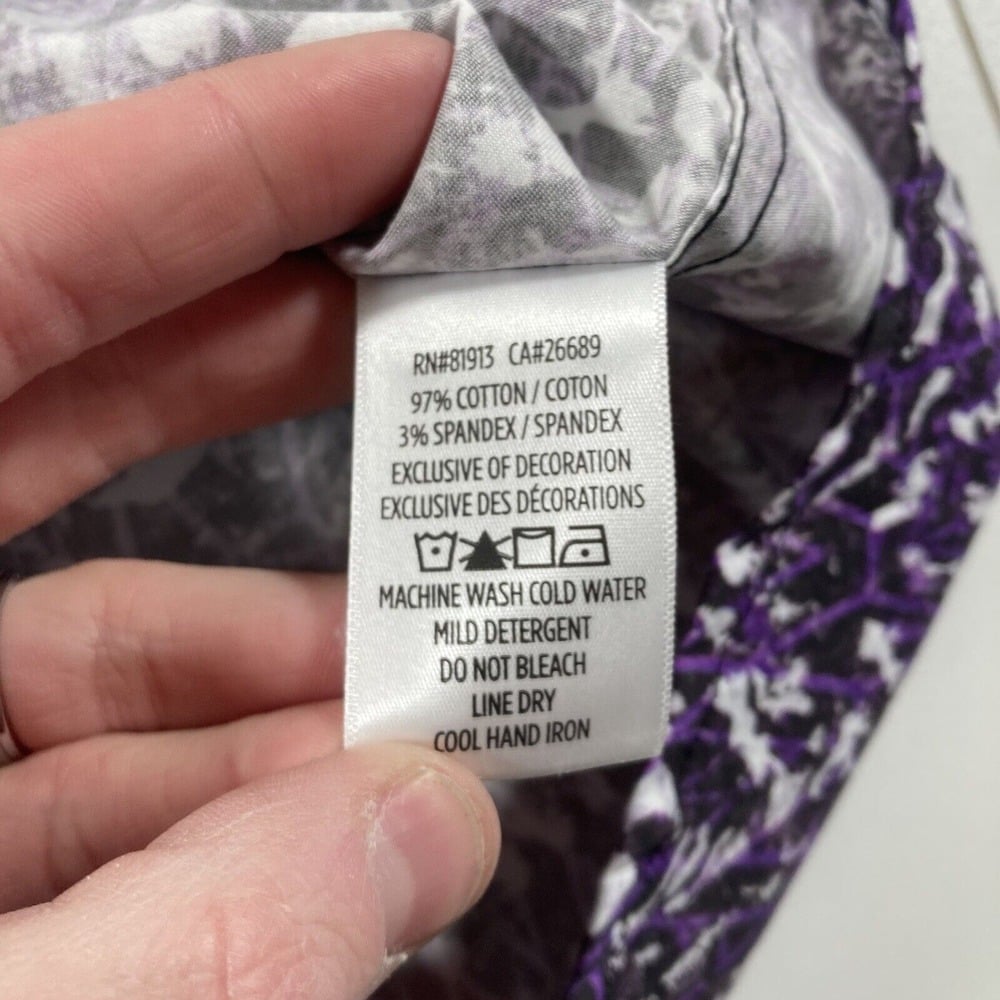 RN#81913 CA#26689
97% COTTON / COTON
3% SPANDEX / SPANDEX
EXCLUSIVE OF DECORATION
EXCLUSIVE DES DÉCORATIONS
MACHINE WASH COLD WATER
MILD DETERGENT
DO NOT BLEACH
LINE DRY
COOL HAND IRON